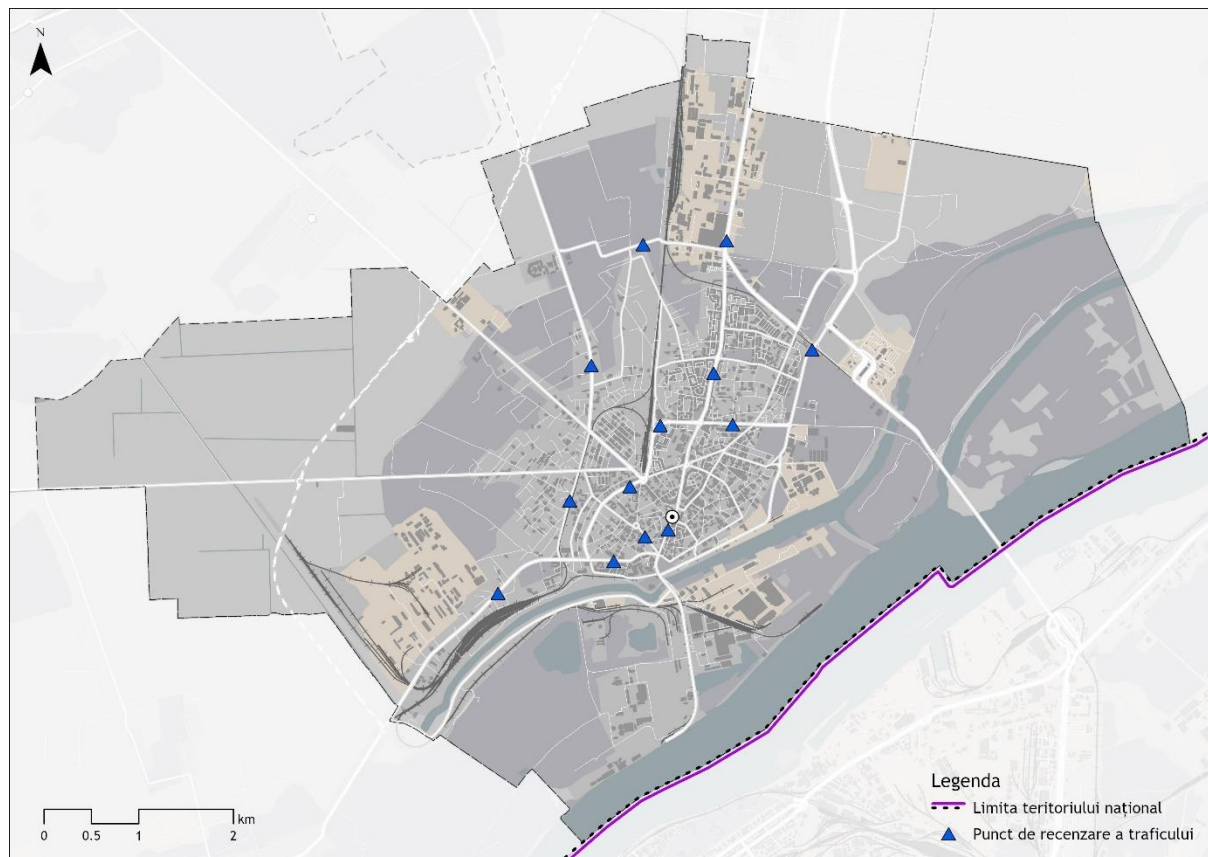 N
Legenda
Limita teritoriului național
Punct de recenzare a traficului
km
0 0.5 1 2